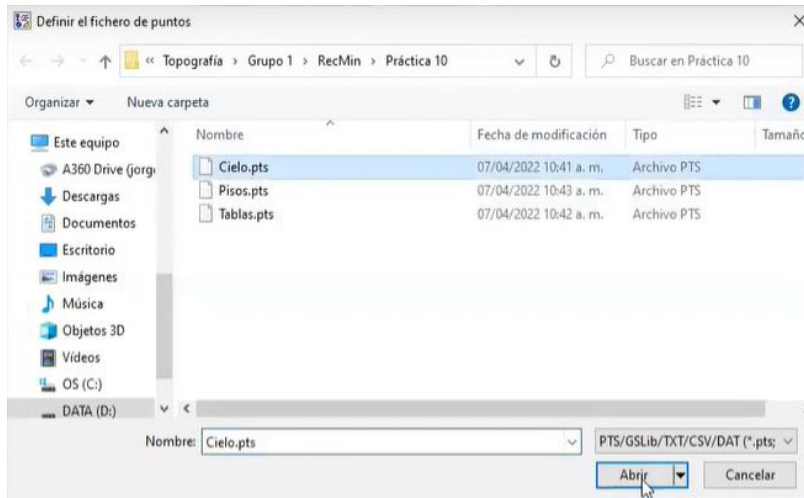 Definir el fichero de puntos
« Topografía › Grupo 1 › RecMin › Práctica 10
Buscar en Práctica 10
Organizar
Nueva carpeta
Nombre
Fecha de modificación
Tipo
Tamaño
Este equipo
A360 Drive (jorg
Descargas
Documentos
Escritorio
Imágenes
Música
Objetos 3D
Vídeos
OS (C:)
DATA (D:)
Cielo.pts 07/04/2022 10:41 a. m. Archivo PTS
Pisos.pts 07/04/2022 10:43 a. m. Archivo PTS
Tablas.pts 07/04/2022 10:42 a. m. Archivo PTS
Nombre: Cielo.pts
PTS/GSLib/TXT/CSV/DAT (*.pts;
Abrir
Cancelar